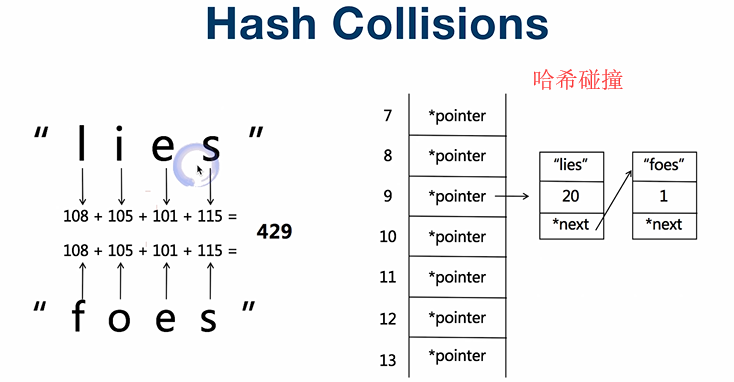 Hash Collisions
哈希碰撞
“ l i e s ”
108 + 105 + 101 + 115 =
429
108 + 105 + 101 + 115 =
“ f o e s ”
7 *pointer
8 *pointer
9 *pointer
10 *pointer
11 *pointer
12 *pointer
13 *pointer
“lies”
20
*next
“foes”
1
*next